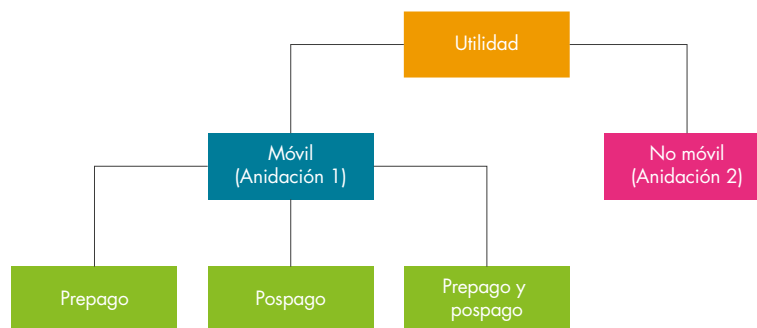 Utilidad
Móvil
(Anidación 1)
No móvil
(Anidación 2)
Prepago
Pospago
Prepago y
pospago